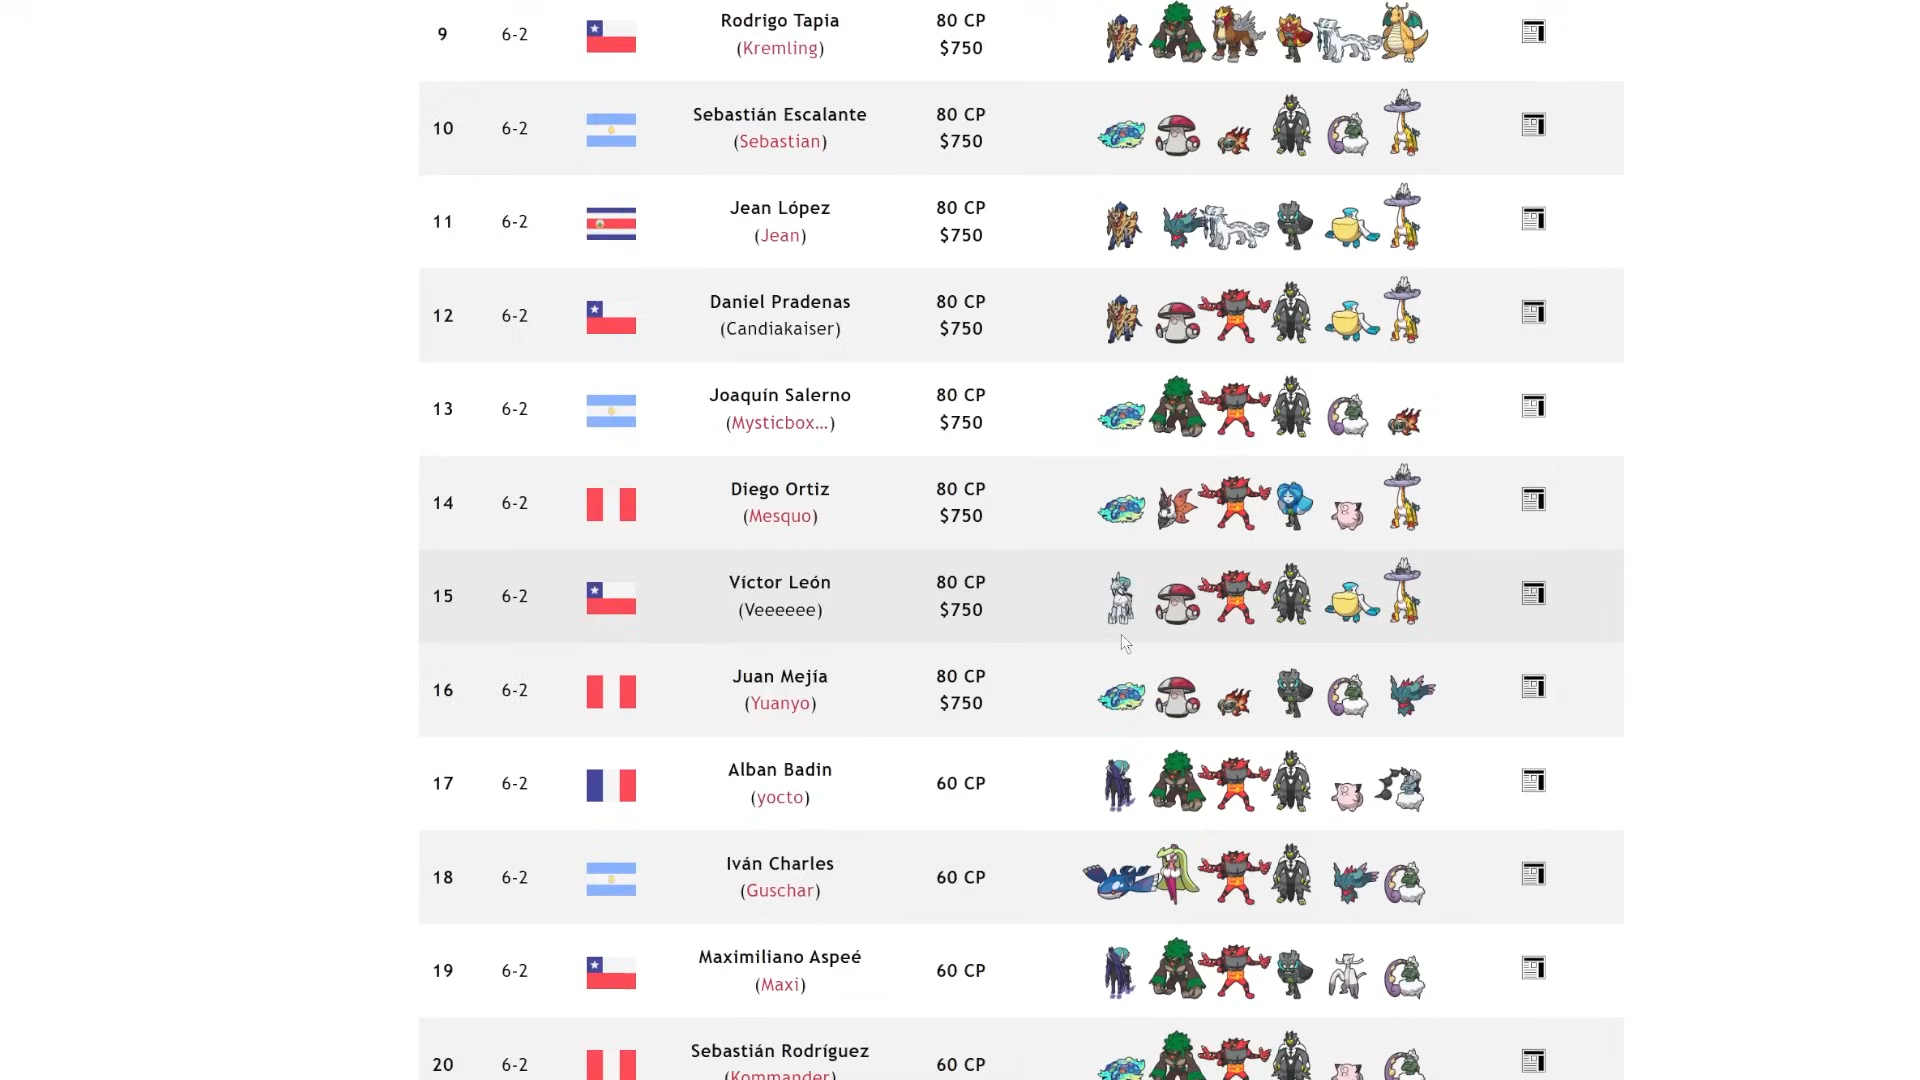 9 6-2 Rodrigo Tapia 80 CP
(Kremling) $750
10 6-2 Sebastián Escalante 80 CP
(Sebastian) $750
11 6-2 Jean López 80 CP
(Jean) $750
12 6-2 Daniel Pradenas 80 CP
(Candiakaiser) $750
13 6-2 Joaquín Salerno 80 CP
(Mysticbox...) $750
14 6-2 Diego Ortiz 80 CP
(Mesquo) $750
15 6-2 Víctor León 80 CP
(Veeeeee) $750
16 6-2 Juan Mejía 80 CP
(Yuanyo) $750
17 6-2 Alban Badin 60 CP
(yocto)
18 6-2 Iván Charles 60 CP
(Guschar)
19 6-2 Maximiliano Aspeé 60 CP
(Maxi)
20 6-2 Sebastián Rodríguez 60 CP
(Kommander)